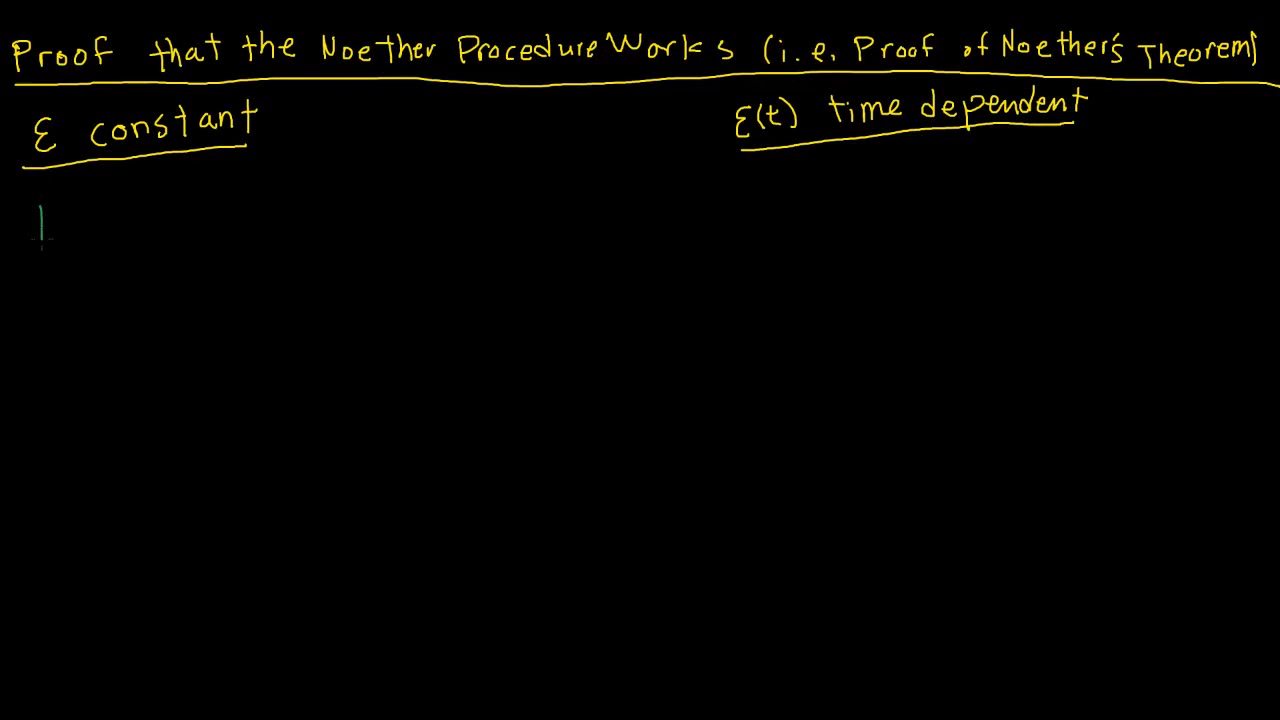 Proof that the Noether Procedure Works (i.e. Proof of Noether's Theorem)
ε constant
ε(t) time dependent